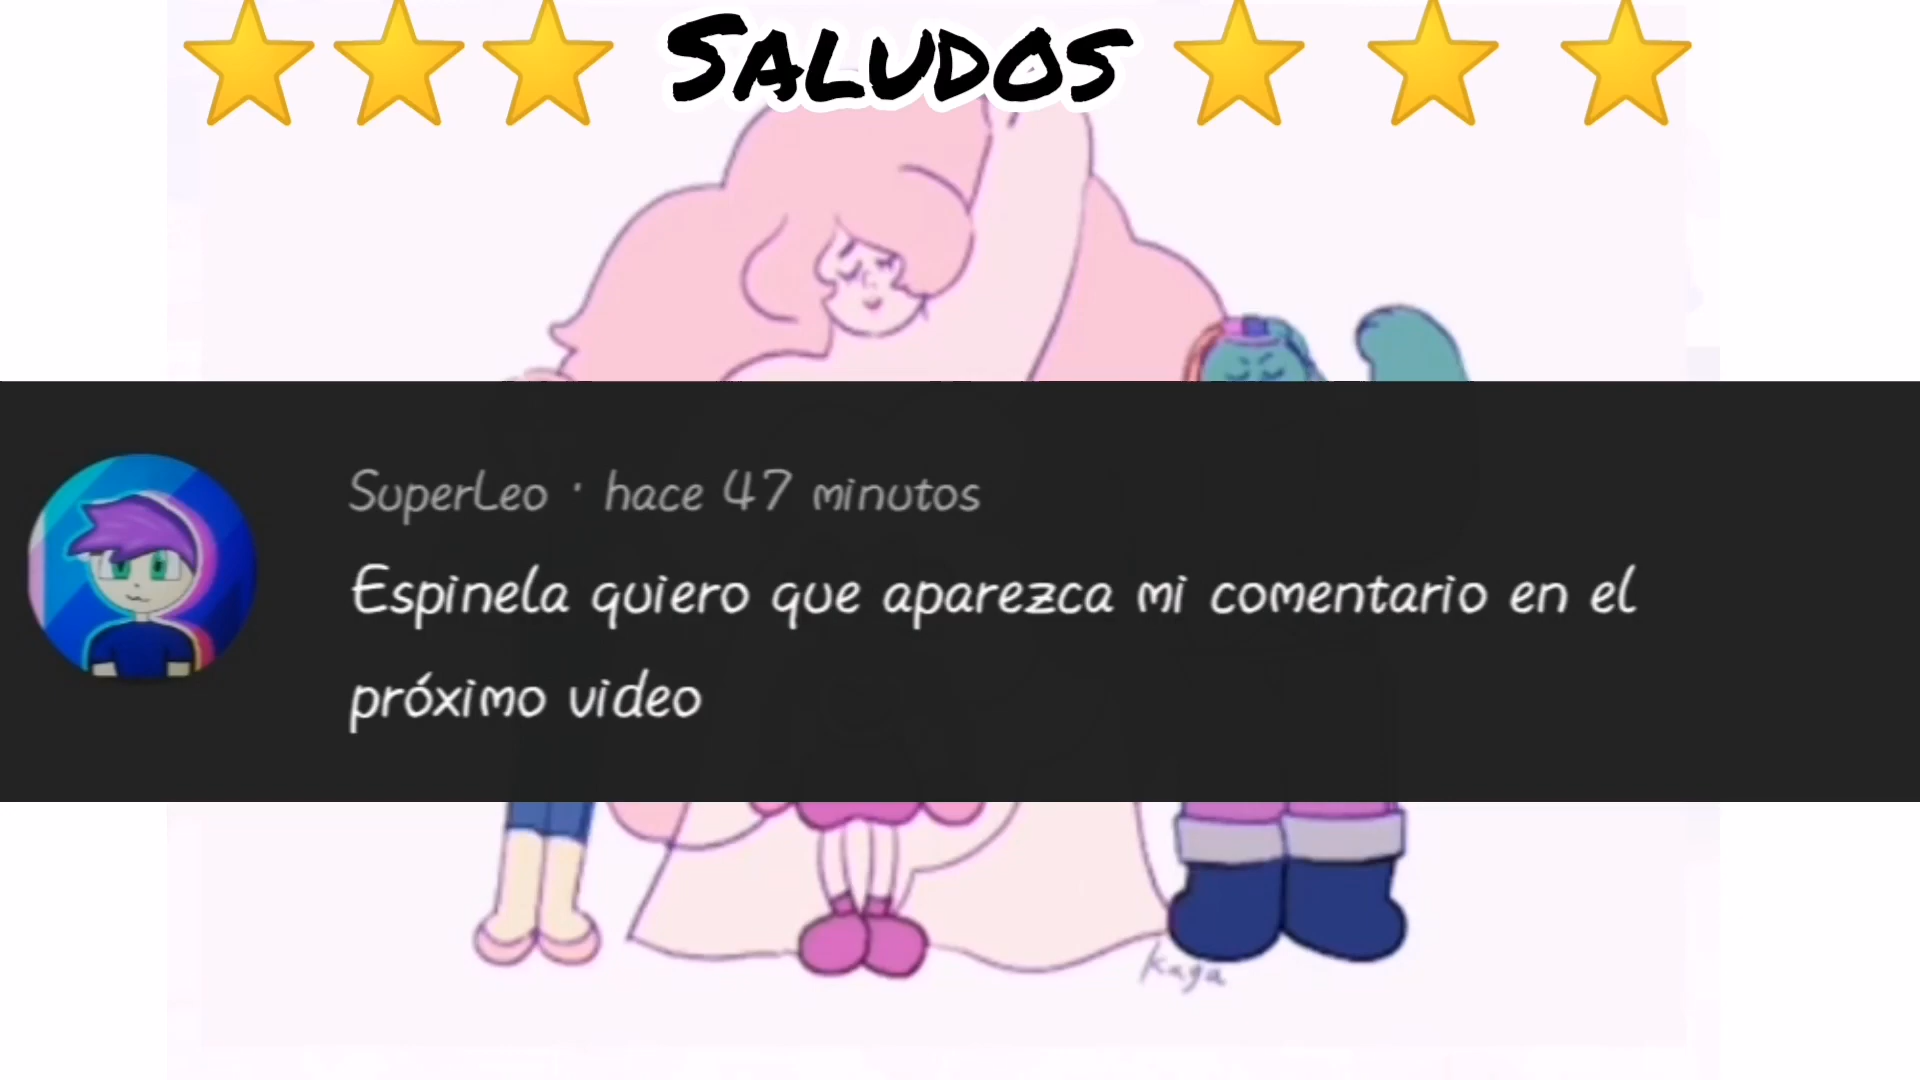 SALUDOS
SuperLeo · hace 47 minutos
Espinela quiero que aparezca mi comentario en el
próximo video
Kaga